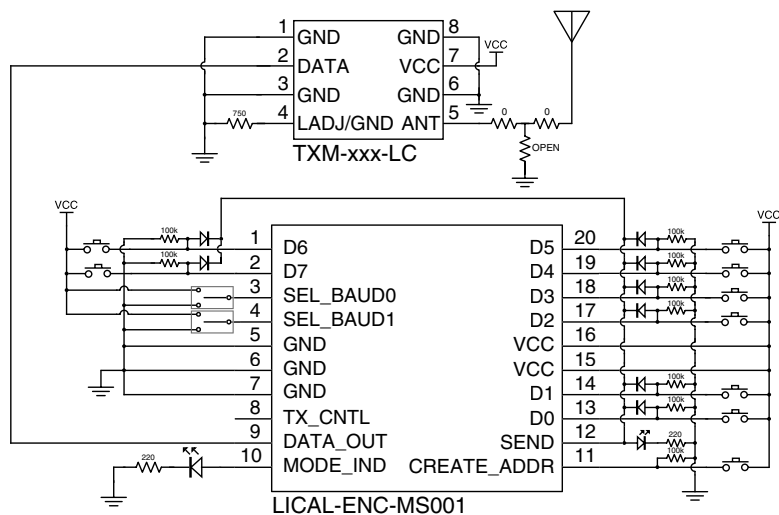 1 GND GND 8
2 DATA VCC 7 VCC
3 GND GND 6
750 4 LADJ/GND ANT 5 0 0
OPEN
TXM-xxx-LC
VCC VCC
100k 1 D6 D5 20 100k
100k 2 D7 D4 19 100k
3 SEL_BAUD0 D3 18 100k
4 SEL_BAUD1 D2 17 100k
5 GND VCC 16
6 GND VCC 15
7 GND D1 14 100k
8 TX_CNTL D0 13 100k
9 DATA_OUT SEND 12 220
220 10 MODE_IND CREATE_ADDR 11 100k
LICAL-ENC-MS001